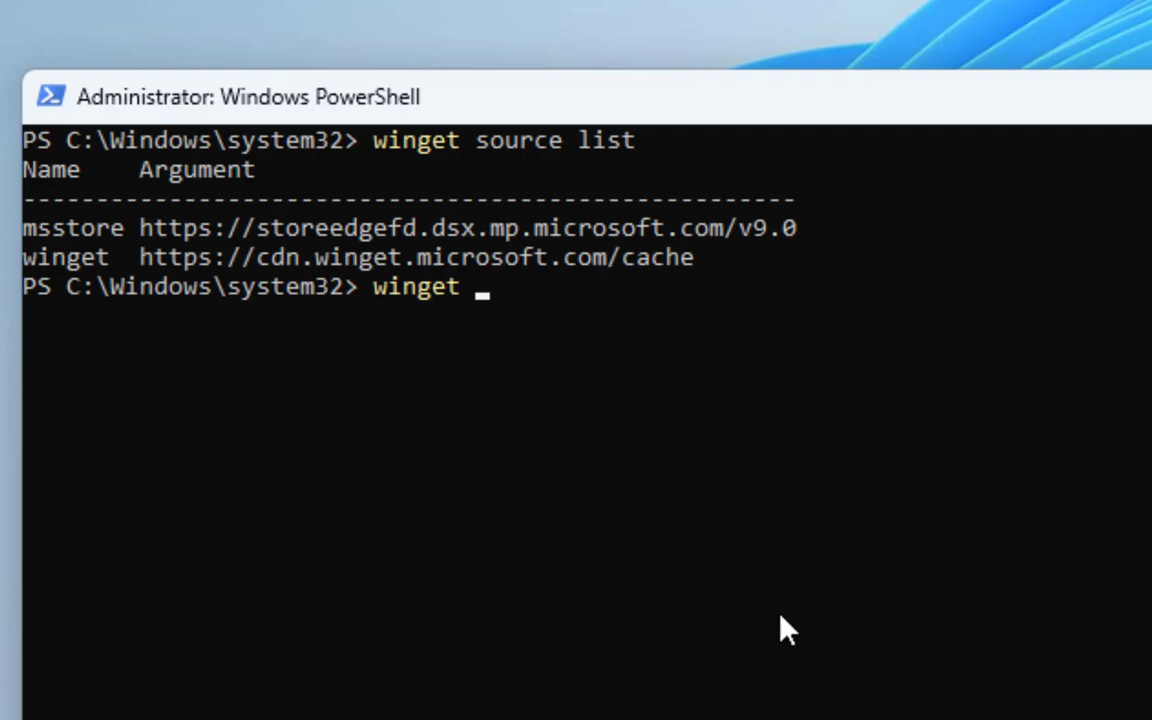 Administrator: Windows PowerShell
PS C:\Windows\system32> winget source list
Name    Argument
-----------------------------------------------------
msstore https://storeedgefd.dsx.mp.microsoft.com/v9.0
winget  https://cdn.winget.microsoft.com/cache
PS C:\Windows\system32> winget